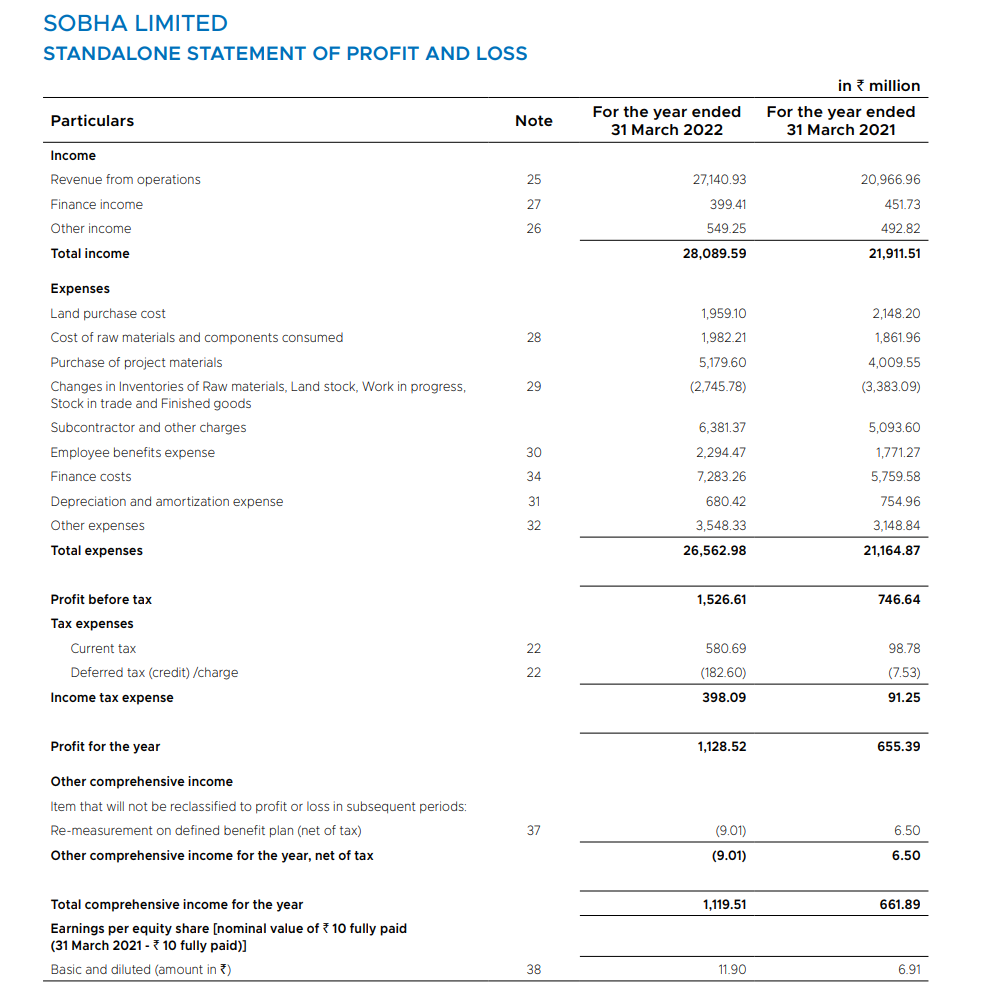 SOBHA LIMITED
STANDALONE STATEMENT OF PROFIT AND LOSS
in ₹ million
Particulars Note For the year ended 31 March 2022 For the year ended 31 March 2021
Income
Revenue from operations 25 27,140.93 20,966.96
Finance income 27 399.41 451.73
Other income 26 549.25 492.82
Total income 28,089.59 21,911.51
Expenses
Land purchase cost 1,959.10 2,148.20
Cost of raw materials and components consumed 28 1,982.21 1,861.96
Purchase of project materials 5,179.60 4,009.55
Changes in Inventories of Raw materials, Land stock, Work in progress, 29 (2,745.78) (3,383.09)
Stock in trade and Finished goods
Subcontractor and other charges 6,381.37 5,093.60
Employee benefits expense 30 2,294.47 1,771.27
Finance costs 34 7,283.26 5,759.58
Depreciation and amortization expense 31 680.42 754.96
Other expenses 32 3,548.33 3,148.84
Total expenses 26,562.98 21,164.87
Profit before tax 1,526.61 746.64
Tax expenses
Current tax 22 580.69 98.78
Deferred tax (credit) /charge 22 (182.60) (7.53)
Income tax expense 398.09 91.25
Profit for the year 1,128.52 655.39
Other comprehensive income
Item that will not be reclassified to profit or loss in subsequent periods:
Re-measurement on defined benefit plan (net of tax) 37 (9.01) 6.50
Other comprehensive income for the year, net of tax (9.01) 6.50
Total comprehensive income for the year 1,119.51 661.89
Earnings per equity share [nominal value of ₹ 10 fully paid
(31 March 2021 - ₹ 10 fully paid)]
Basic and diluted (amount in ₹) 38 11.90 6.91